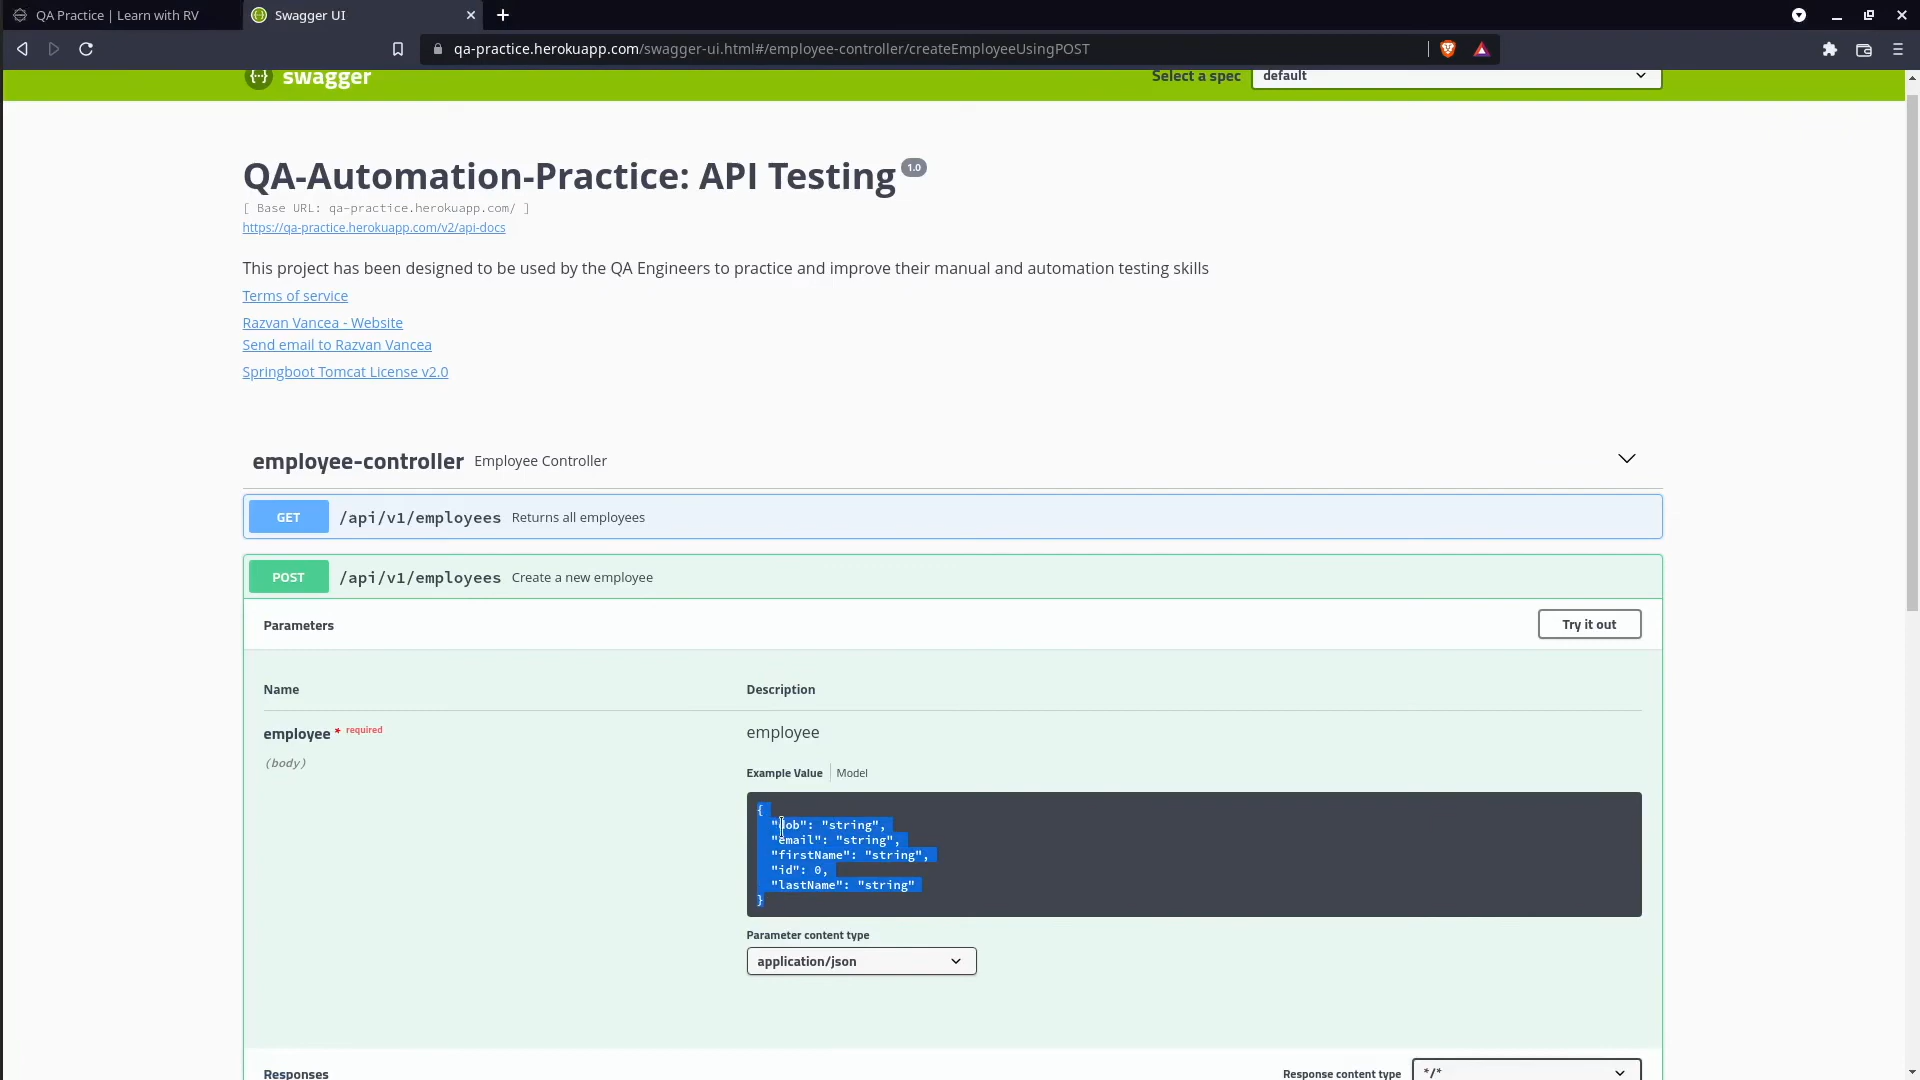 QA Practice | Learn with RV
Swagger UI
qa-practice.herokuapp.com/swagger-ui.html#/employee-controller/createEmployeeUsingPOST
swagger
Select a spec
default
QA-Automation-Practice: API Testing 1.0
[ Base URL: qa-practice.herokuapp.com/ ]
https://qa-practice.herokuapp.com/v2/api-docs
This project has been designed to be used by the QA Engineers to practice and improve their manual and automation testing skills
Terms of service
Razvan Vancea - Website
Send email to Razvan Vancea
Springboot Tomcat License v2.0
employee-controller Employee Controller
GET /api/v1/employees Returns all employees
POST /api/v1/employees Create a new employee
Parameters
Try it out
Name
Description
employee * required
(body)
employee
Example Value | Model
{
"dob": "string",
"email": "string",
"firstName": "string",
"id": 0,
"lastName": "string"
}
Parameter content type
application/json
Responses
Response content type
*/*